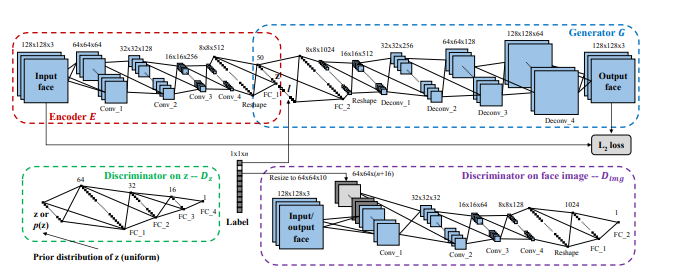 Generator G
128x128x3
64x64x64
32x32x128
16x16x256
8x8x512
50
8x8x1024
16x16x512
32x32x256
64x64x128
128x128x64
128x128x3
Input
face
z
l
Output
face
Conv_1
Conv_2
Conv_3
Conv_4
Reshape
FC_1
FC_2
Reshape
Deconv_1
Deconv_2
Deconv_3
Deconv_4
Encoder E
L₂ loss
1x1xn
Discriminator on z -- D_z
64
32
16
1
z or
p(z)
FC_1
FC_2
FC_3
FC_4
Prior distribution of z (uniform)
Label
Resize to 64x64x10
64x64x(n+16)
Discriminator on face image -- D_img
128x128x3
32x32x32
16x16x64
8x8x128
1024
1
Input/
output
face
Conv_1
Conv_2
Conv_3
Conv_4
Reshape
FC_1
FC_2